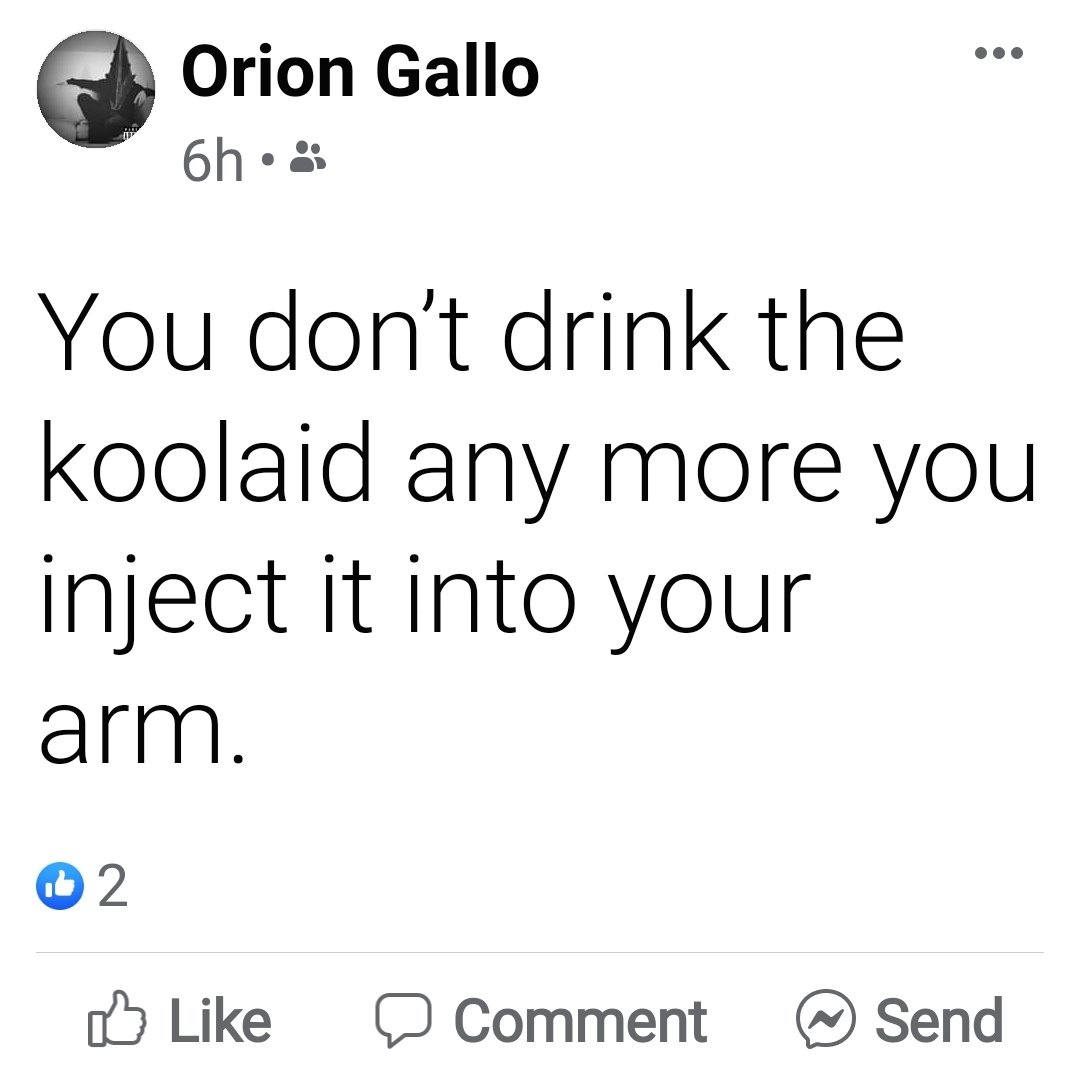 Orion Gallo
6h •
You don't drink the
koolaid any more you
inject it into your
arm.
2
Like Comment Send